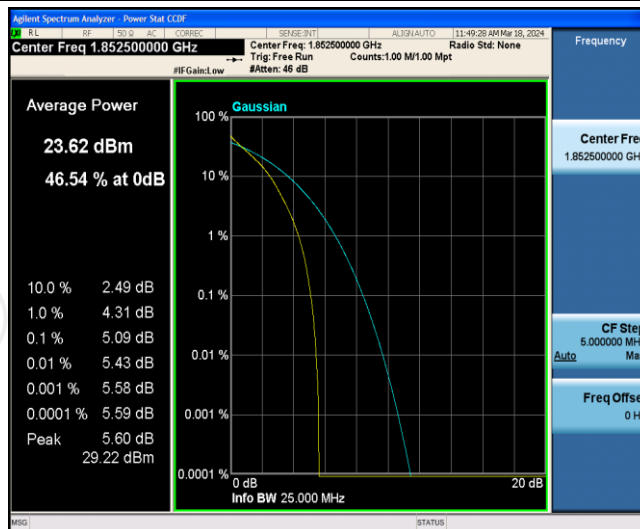 Agilent Spectrum Analyzer - Power Stat CCDF
RL RF 50 Ω AC CORREC SENSE:INT ALIGNAUTO 11:49:28 AM Mar 18, 2024
Center Freq 1.852500000 GHz
Center Freq: 1.852500000 GHz Radio Std: None
Trig: Free Run Counts:1.00 M/1.00 Mpt
#IFGain:Low #Atten: 46 dB
Frequency
Average Power
23.62 dBm
46.54 % at 0dB
10.0 % 2.49 dB
1.0 % 4.31 dB
0.1 % 5.09 dB
0.01 % 5.43 dB
0.001 % 5.58 dB
0.0001 % 5.59 dB
Peak 5.60 dB
29.22 dBm
Gaussian
100 %
10 %
1 %
0.1 %
0.01 %
0.001 %
0.0001 %
0 dB 20 dB
Info BW 25.000 MHz
Center Fre
1.852500000 GH
CF Step
5.000000 MH
Auto Ma
Freq Offse
0 H
MSG STATUS